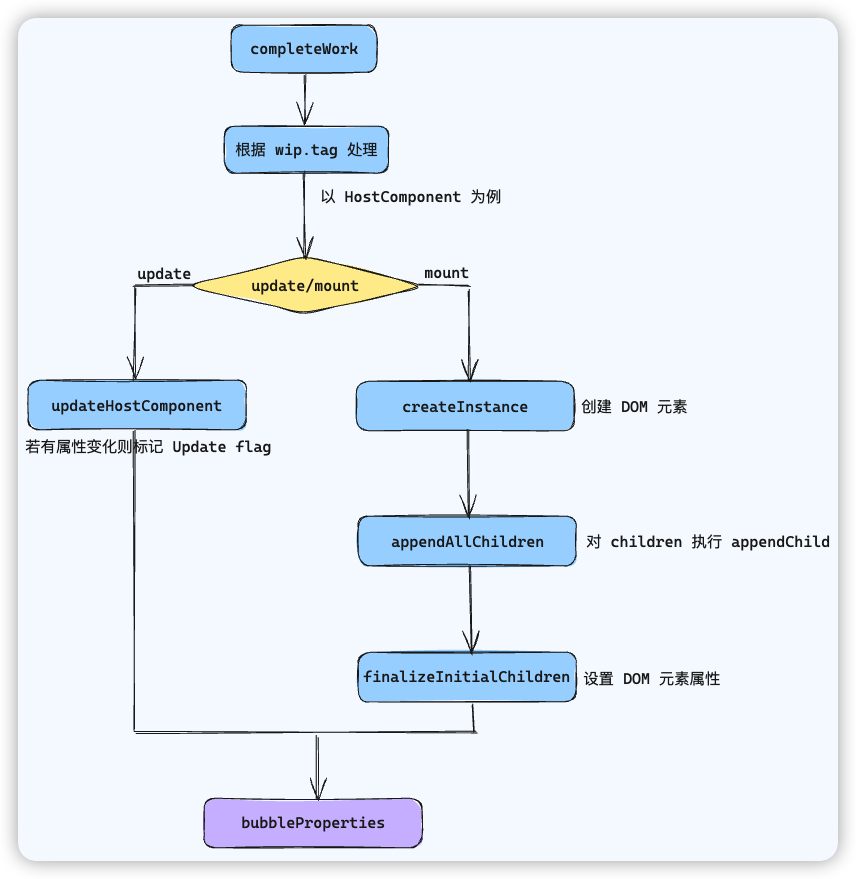 completeWork
根据 wip.tag 处理
以 HostComponent 为例
update
mount
update/mount
updateHostComponent
createInstance
创建 DOM 元素
若有属性变化则标记 Update flag
appendAllChildren
对 children 执行 appendChild
finalizeInitialChildren
设置 DOM 元素属性
bubbleProperties